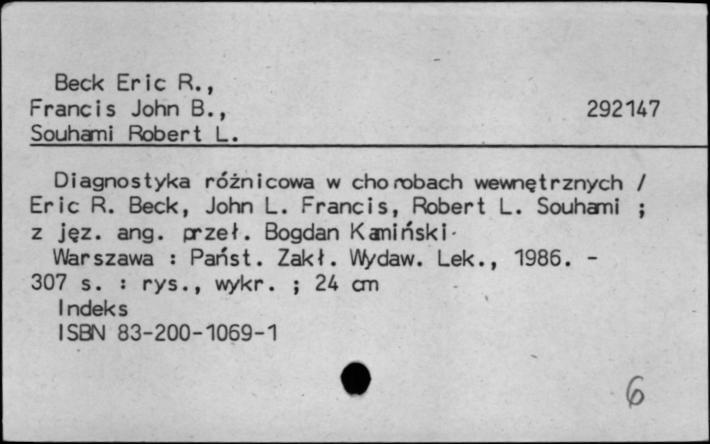 Beck Eric R.,
Francis John B., 292147
Souhami Robert L.
Diagnostyka różnicowa w chorobach wewnętrznych /
Eric R. Beck, John L. Francis, Robert L. Souhami ;
z jęz. ang. przeł. Bogdan Kamiński.
Warszawa : Państ. Zakł. Wydaw. Lek., 1986. -
307 s. : rys., wykr. ; 24 cm
Indeks
ISBN 83-200-1069-1
6